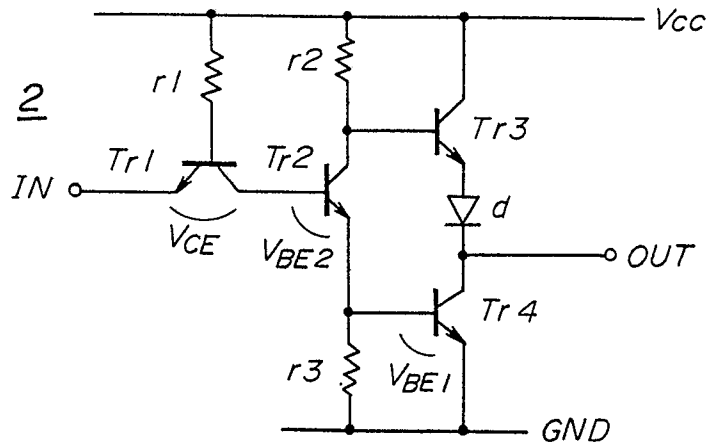 Vcc
r1
r2
2
Tr1
Tr2
Tr3
IN
VCE
VBE2
d
OUT
Tr4
r3
VBE1
GND